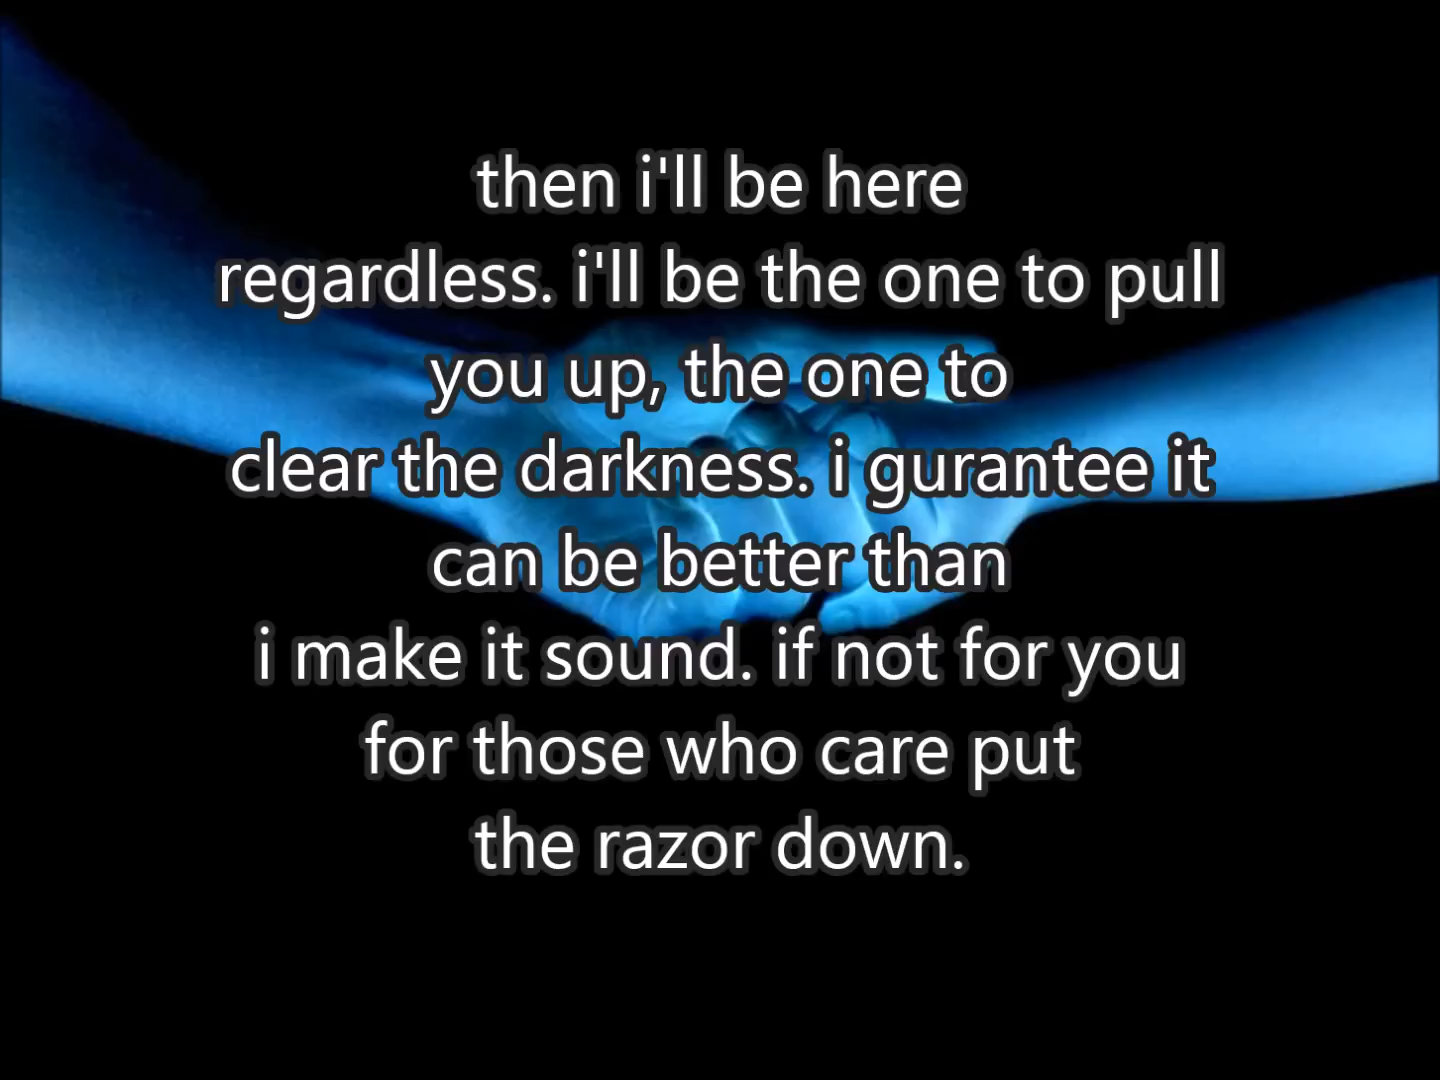 then i'll be here
regardless. i'll be the one to pull
you up, the one to
clear the darkness. i gurantee it
can be better than
i make it sound. if not for you
for those who care put
the razor down.